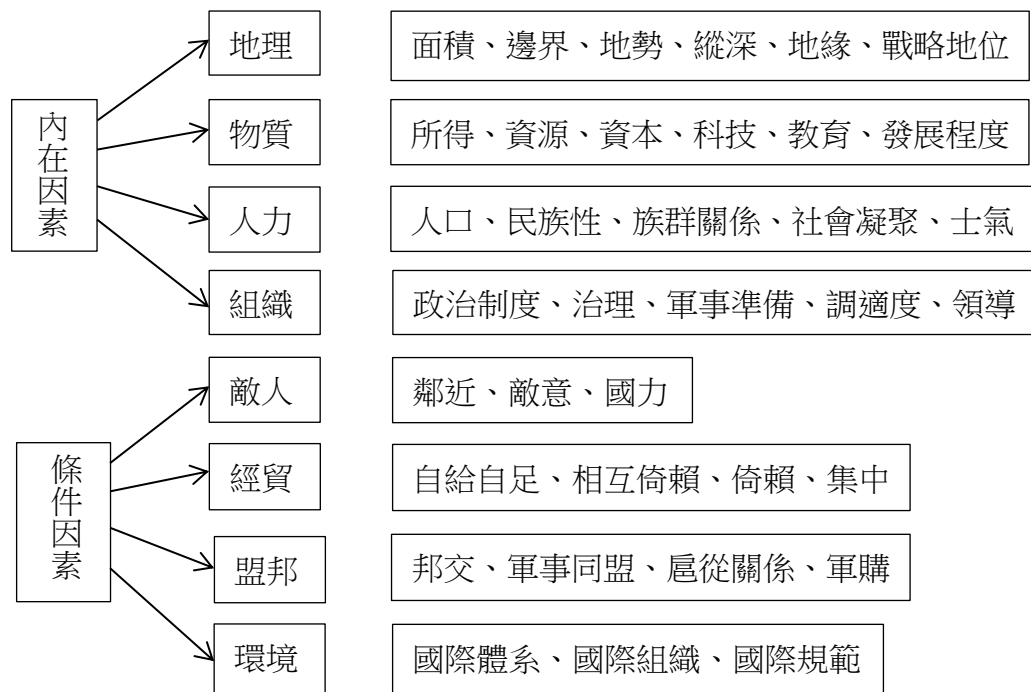 內在因素
地理
面積、邊界、地勢、縱深、地緣、戰略地位
物質
所得、資源、資本、科技、教育、發展程度
人力
人口、民族性、族群關係、社會凝聚、士氣
組織
政治制度、治理、軍事準備、調適度、領導
條件因素
敵人
鄰近、敵意、國力
經貿
自給自足、相互倚賴、倚賴、集中
盟邦
邦交、軍事同盟、扈從關係、軍購
環境
國際體系、國際組織、國際規範